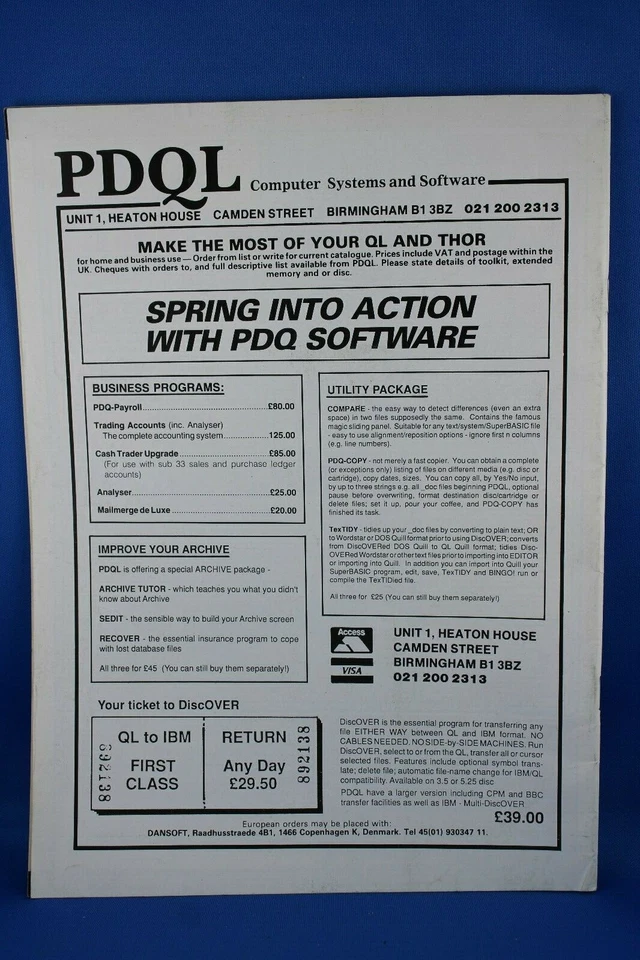 PDQL Computer Systems and Software
UNIT 1, HEATON HOUSE CAMDEN STREET BIRMINGHAM B1 3BZ 021 200 2313
MAKE THE MOST OF YOUR QL AND THOR
for home and business use — Order from list or write for current catalogue. Prices include VAT and postage within the
UK. Cheques with orders to, and full descriptive list available from PDQL. Please state details of toolkit, extended
memory and or disc.
SPRING INTO ACTION
WITH PDQ SOFTWARE
BUSINESS PROGRAMS:
PDQ-Payroll...............................................£80.00
Trading Accounts (inc. Analyser)
The complete accounting system................125.00
Cash Trader Upgrade...............................£85.00
(For use with sub 33 sales and purchase ledger
accounts)
Analyser....................................................£25.00
Mailmerge de Luxe....................................£20.00
IMPROVE YOUR ARCHIVE
PDQL is offering a special ARCHIVE package -
ARCHIVE TUTOR - which teaches you what you didn't
know about Archive
SEDIT - the sensible way to build your Archive screen
RECOVER - the essential insurance program to cope
with lost database files
All three for £45 (You can still buy them separately!)
UTILITY PACKAGE
COMPARE - the easy way to detect differences (even an extra
space) in two files supposedly the same. Contains the famous
magic sliding panel. Suitable for any text/system/SuperBASIC file
- easy to use alignment/reposition options - ignore first n columns
(e.g. line numbers).
PDQ-COPY - not merely a fast copier. You can obtain a complete
(or exceptions only) listing of files on different media (e.g. disc or
cartridge), copy dates, sizes. You can copy all, by Yes/No input,
by up to three strings e.g. all _doc files beginning PDQL, optional
pause before overwriting, format destination disc/cartridge or
delete files; set it up, pour your coffee, and PDQ-COPY has
finished its task.
TexTIDY - tidies up your _doc files by converting to plain text; OR
to Wordstar or DOS Quill format prior to using DiscOVER; converts
from DiscOVERed DOS Quill to QL Quill format; tidies Disc-
OVERed Wordstar or other text files prior to importing into EDITOR
or importing into Quill. In addition you can import into Quill your
SuperBASIC program, edit, save, TexTIDY and BINGO! run or
compile the TexTIDied file.
All three for £25 (You can still buy them separately!)
Access
VISA
UNIT 1, HEATON HOUSE
CAMDEN STREET
BIRMINGHAM B1 3BZ
021 200 2313
Your ticket to DiscOVER
QL to IBM
FIRST
CLASS
892138
RETURN
Any Day
£29.50
892138
DiscOVER is the essential program for transferring any
file EITHER WAY between QL and IBM format. NO
CABLES NEEDED, NO SIDE-by-SIDE MACHINES. Run
DiscOVER, select to or from the QL, transfer all or cursor
selected files. Features include optional symbol trans-
late; delete file; automatic file-name change for IBM/QL
compatibility. Available on 3.5 or 5.25 disc
PDQL have a larger version including CPM and BBC
transfer facilities as well as IBM - Multi-DiscOVER
£39.00
European orders may be placed with:
DANSOFT, Raadhusstraede 4B1, 1466 Copenhagen K, Denmark. Tel 45(01) 930347 11.